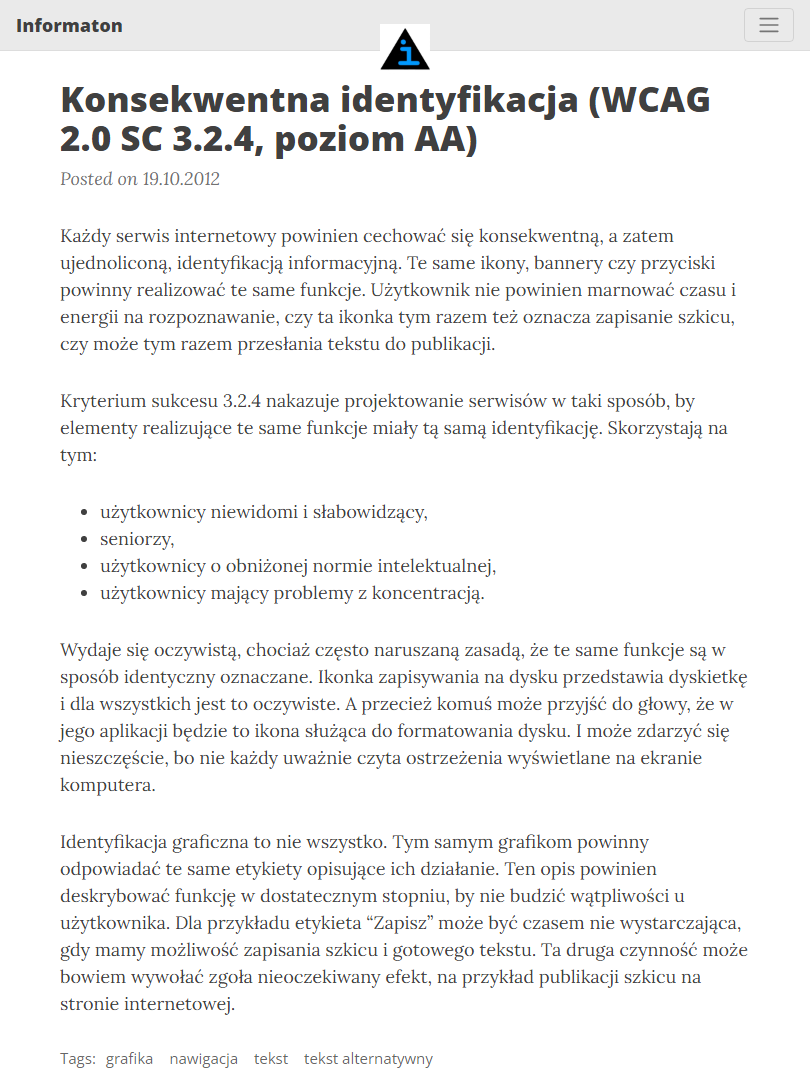 Informaton
i
Konsekwentna identyfikacja (WCAG
2.0 SC 3.2.4, poziom AA)
Posted on 19.10.2012
Każdy serwis internetowy powinien cechować się konsekwentną, a zatem
ujednoliconą, identyfikacją informacyjną. Te same ikony, bannery czy przyciski
powinny realizować te same funkcje. Użytkownik nie powinien marnować czasu i
energii na rozpoznawanie, czy ta ikonka tym razem też oznacza zapisanie szkicu,
czy może tym razem przesłania tekstu do publikacji.
Kryterium sukcesu 3.2.4 nakazuje projektowanie serwisów w taki sposób, by
elementy realizujące te same funkcje miały tą samą identyfikację. Skorzystają na
tym:
• użytkownicy niewidomi i słabowidzący,
• seniorzy,
• użytkownicy o obniżonej normie intelektualnej,
• użytkownicy mający problemy z koncentracją.
Wydaje się oczywistą, chociaż często naruszaną zasadą, że te same funkcje są w
sposób identyczny oznaczane. Ikonka zapisywania na dysku przedstawia dyskietkę
i dla wszystkich jest to oczywiste. A przecież komuś może przyjść do głowy, że w
jego aplikacji będzie to ikona służąca do formatowania dysku. I może zdarzyć się
nieszczęście, bo nie każdy uważnie czyta ostrzeżenia wyświetlane na ekranie
komputera.
Identyfikacja graficzna to nie wszystko. Tym samym grafikom powinny
odpowiadać te same etykiety opisujące ich działanie. Ten opis powinien
deskrybować funkcję w dostatecznym stopniu, by nie budzić wątpliwości u
użytkownika. Dla przykładu etykieta “Zapisz” może być czasem nie wystarczająca,
gdy mamy możliwość zapisania szkicu i gotowego tekstu. Ta druga czynność może
bowiem wywołać zgoła nieoczekiwany efekt, na przykład publikacji szkicu na
stronie internetowej.
Tags: grafika nawigacja tekst tekst alternatywny